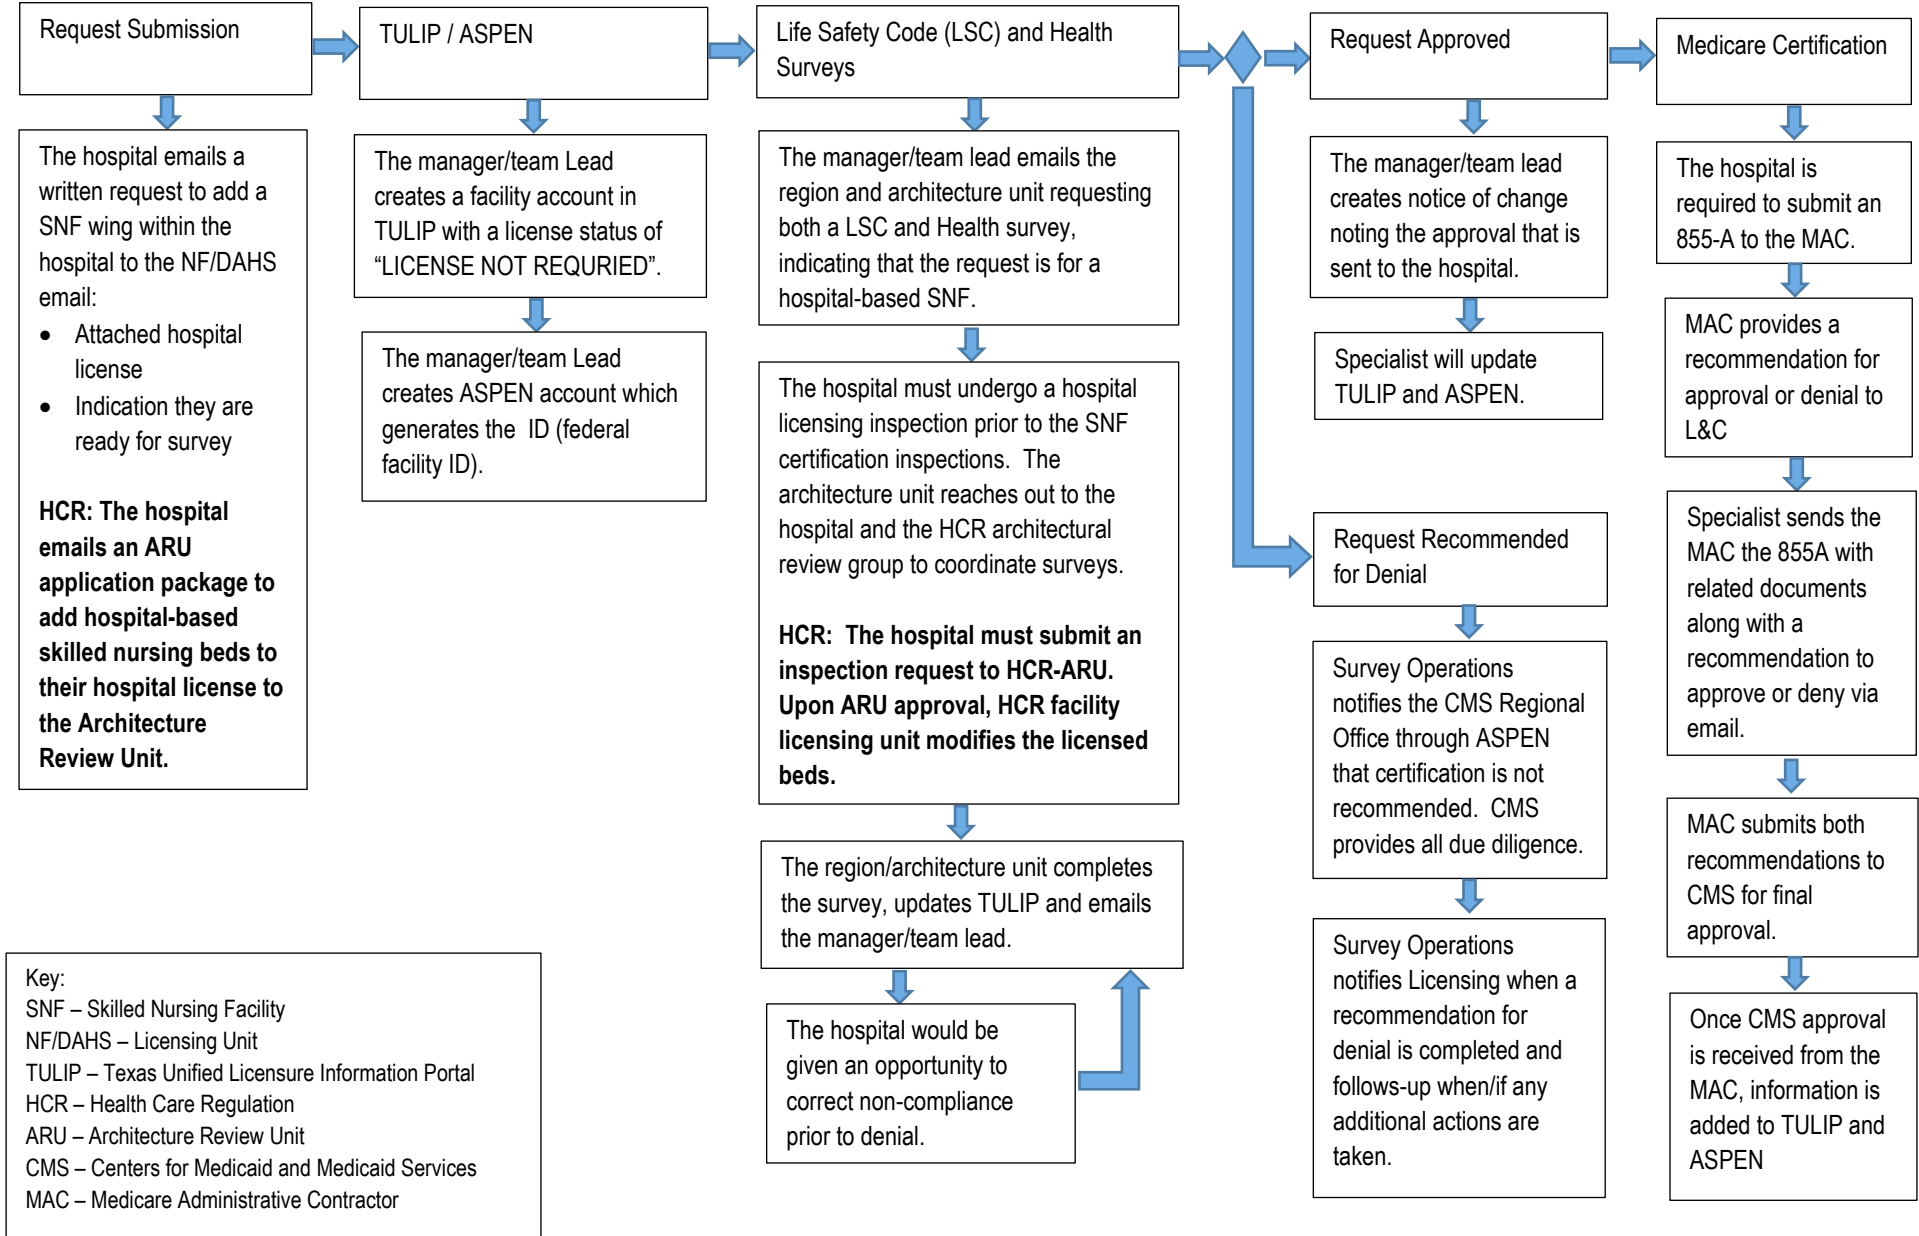 Request Submission
The hospital emails a
written request to add a
SNF wing within the
hospital to the NF/DAHS
email:
• Attached hospital
license
• Indication they are
ready for survey
HCR: The hospital
emails an ARU
application package to
add hospital-based
skilled nursing beds to
their hospital license to
the Architecture
Review Unit.
TULIP / ASPEN
The manager/team Lead
creates a facility account in
TULIP with a license status of
“LICENSE NOT REQURIED”.
The manager/team Lead
creates ASPEN account which
generates the ID (federal
facility ID).
Life Safety Code (LSC) and Health
Surveys
The manager/team lead emails the
region and architecture unit requesting
both a LSC and Health survey,
indicating that the request is for a
hospital-based SNF.
The hospital must undergo a hospital
licensing inspection prior to the SNF
certification inspections. The
architecture unit reaches out to the
hospital and the HCR architectural
review group to coordinate surveys.
HCR: The hospital must submit an
inspection request to HCR-ARU.
Upon ARU approval, HCR facility
licensing unit modifies the licensed
beds.
The region/architecture unit completes
the survey, updates TULIP and emails
the manager/team lead.
The hospital would be
given an opportunity to
correct non-compliance
prior to denial.
Request Approved
The manager/team lead
creates notice of change
noting the approval that is
sent to the hospital.
Specialist will update
TULIP and ASPEN.
Request Recommended
for Denial
Survey Operations
notifies the CMS Regional
Office through ASPEN
that certification is not
recommended. CMS
provides all due diligence.
Survey Operations
notifies Licensing when a
recommendation for
denial is completed and
follows-up when/if any
additional actions are
taken.
Medicare Certification
The hospital is
required to submit an
855-A to the MAC.
MAC provides a
recommendation for
approval or denial to
L&C
Specialist sends the
MAC the 855A with
related documents
along with a
recommendation to
approve or deny via
email.
MAC submits both
recommendations to
CMS for final
approval.
Once CMS approval
is received from the
MAC, information is
added to TULIP and
ASPEN
Key:
SNF – Skilled Nursing Facility
NF/DAHS – Licensing Unit
TULIP – Texas Unified Licensure Information Portal
HCR – Health Care Regulation
ARU – Architecture Review Unit
CMS – Centers for Medicaid and Medicaid Services
MAC – Medicare Administrative Contractor